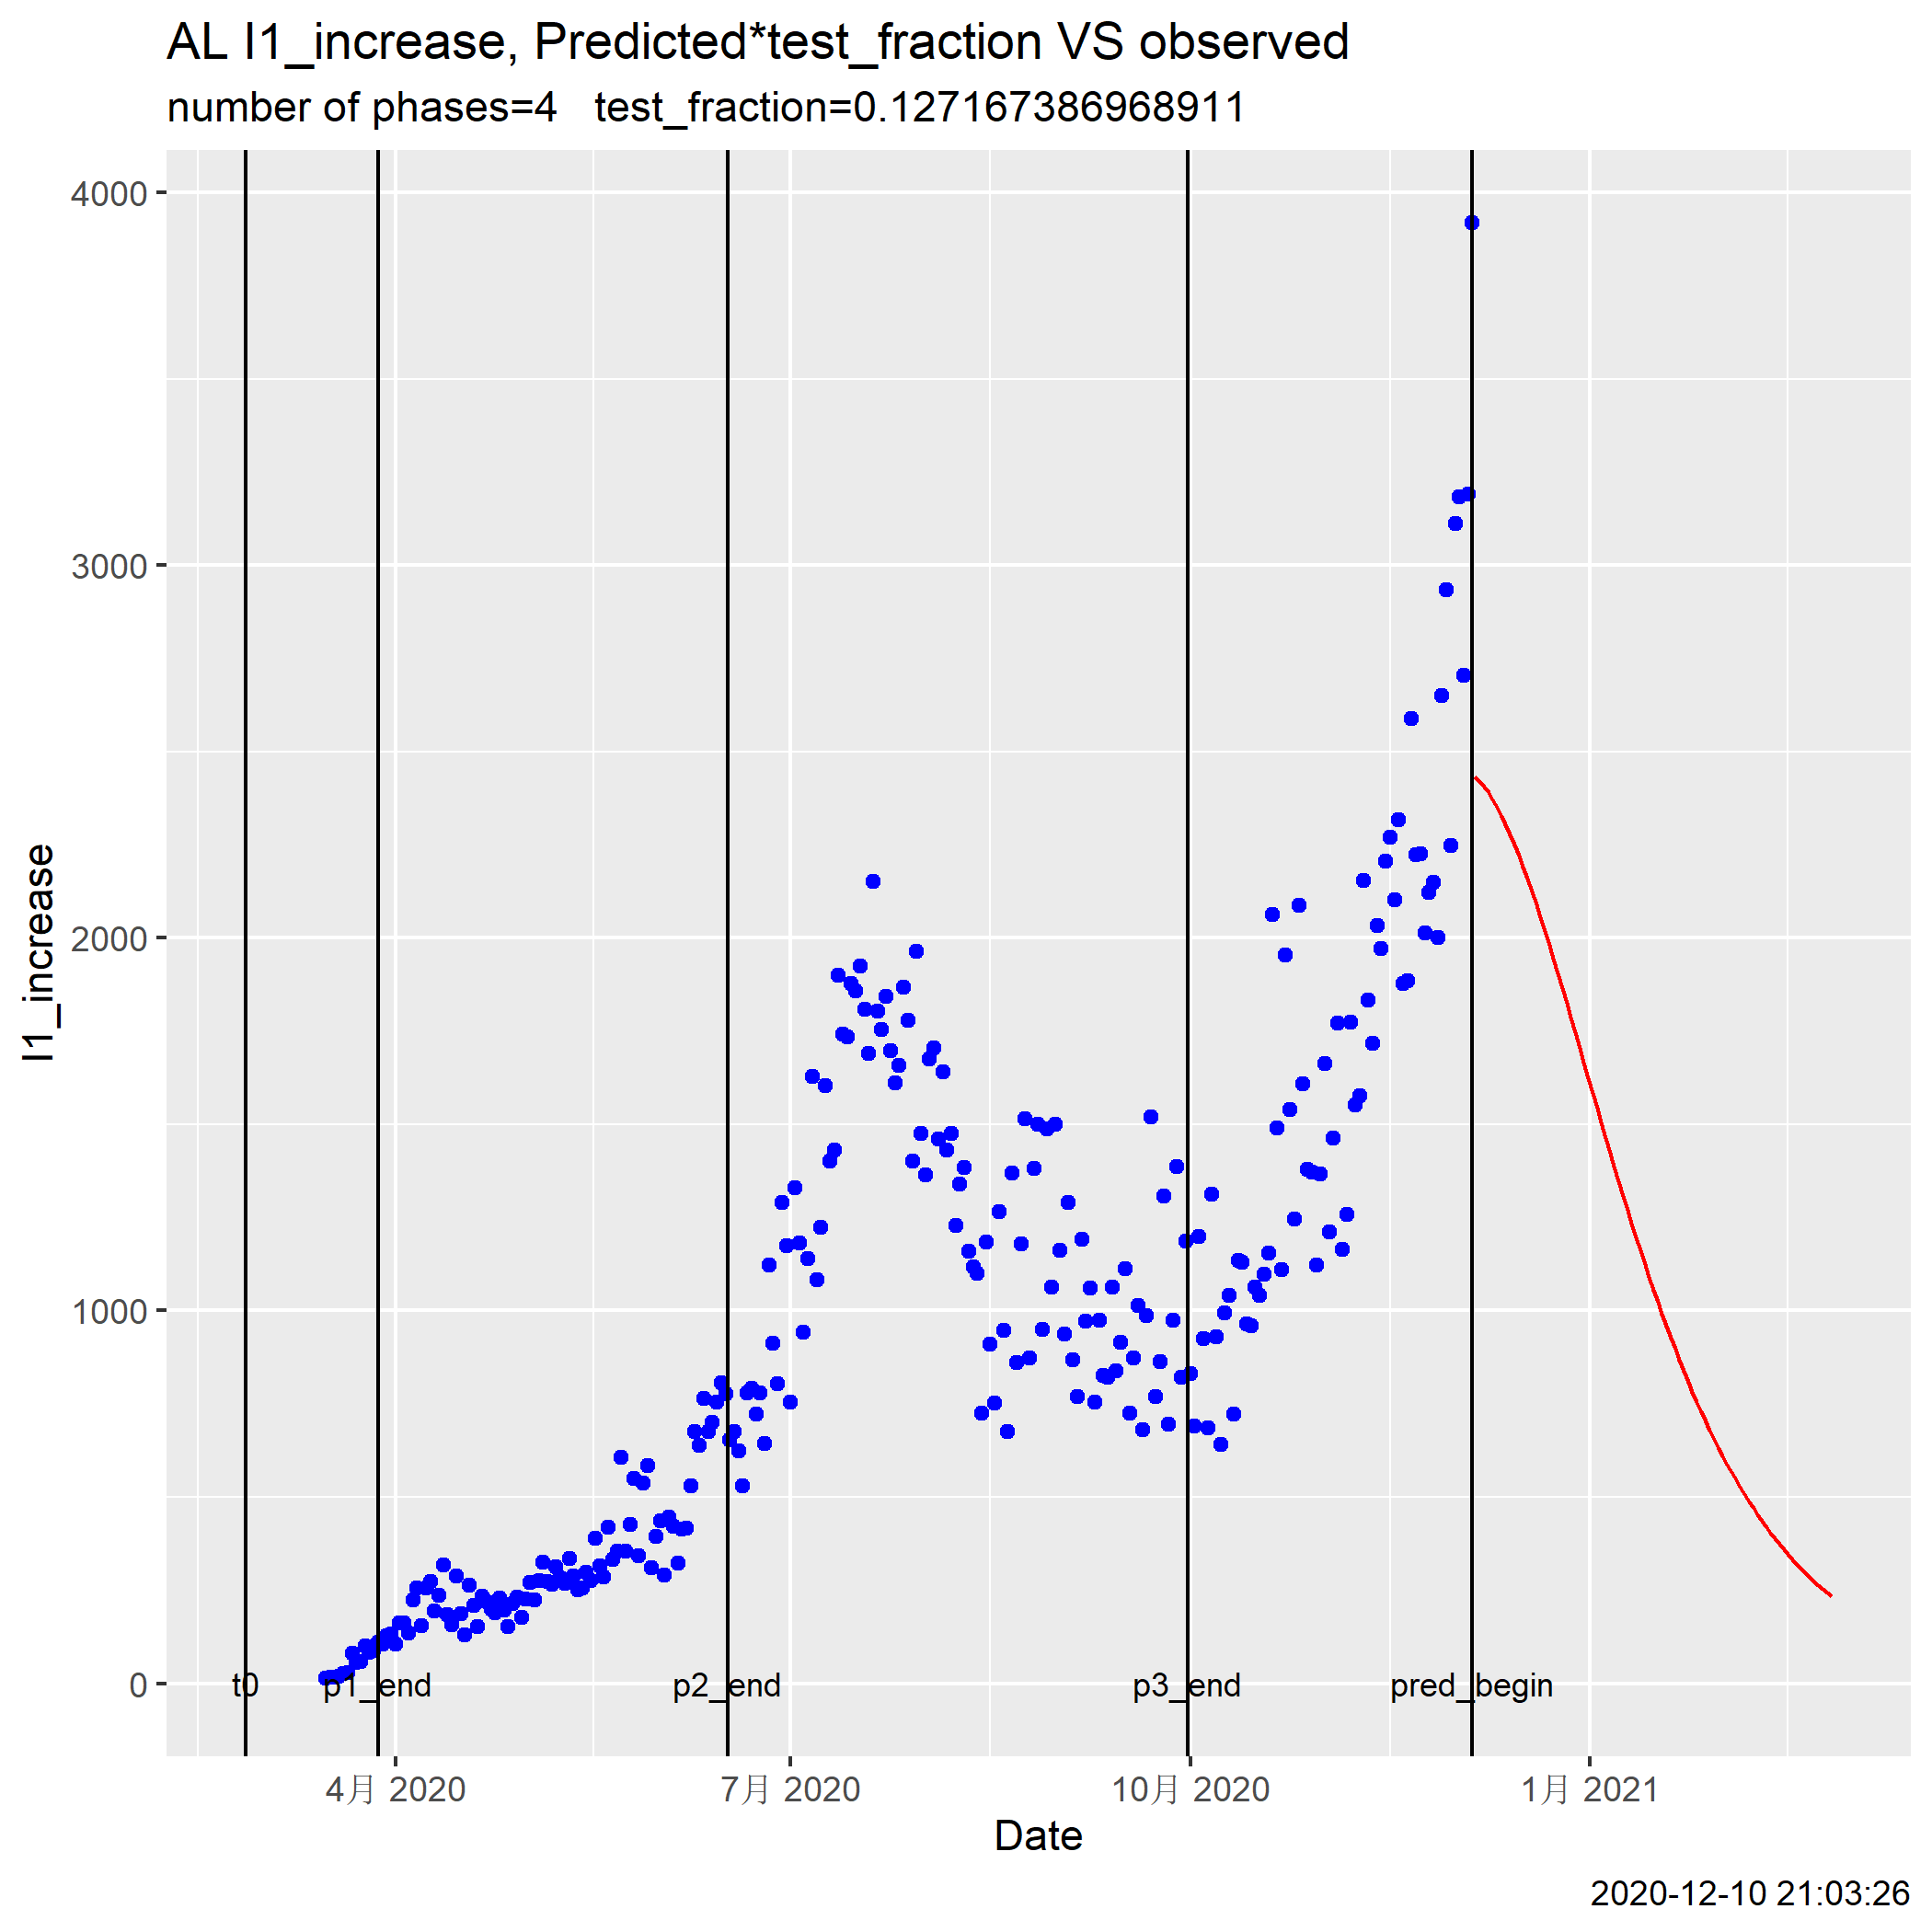 AL I1_increase, Predicted*test_fraction VS observed
number of phases=4 test_fraction=0.127167386968911
4000
3000
2000
1000
0
I1_increase
t0 p1_end p2_end p3_end pred_begin
4月 2020 7月 2020 10月 2020 1月 2021
Date
2020-12-10 21:03:26